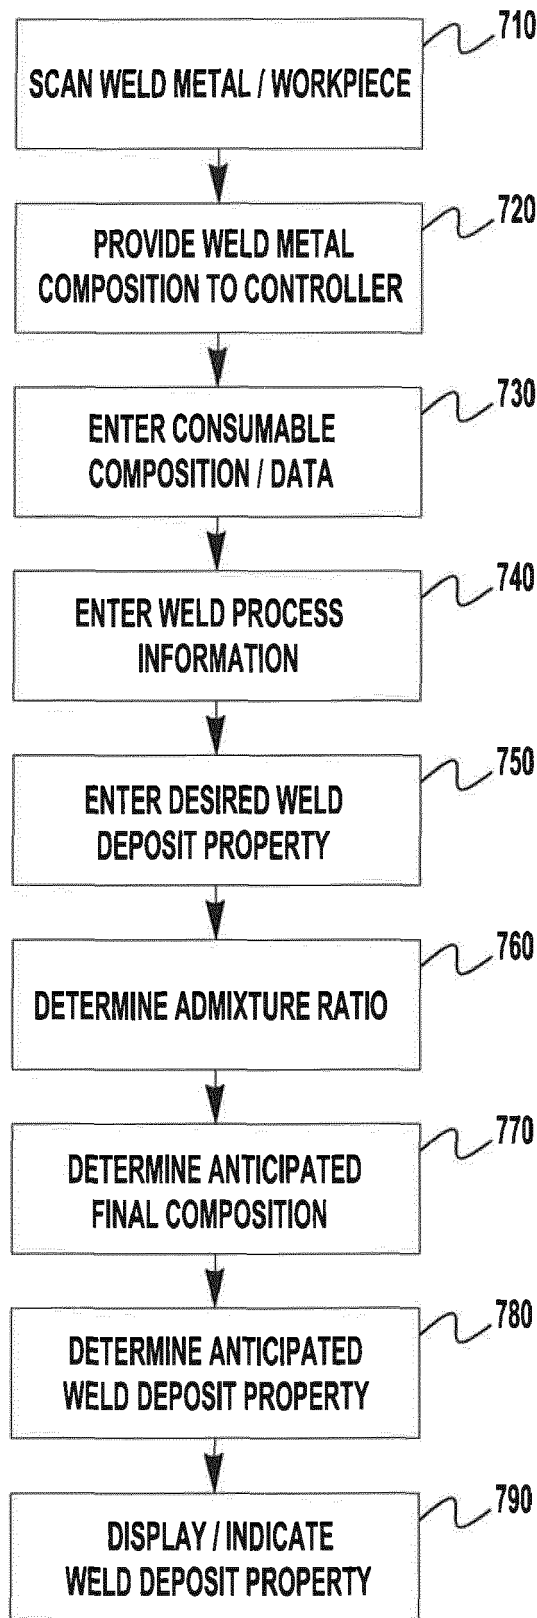 710
SCAN WELD METAL / WORKPIECE
720
PROVIDE WELD METAL
COMPOSITION TO CONTROLLER
730
ENTER CONSUMABLE
COMPOSITION / DATA
740
ENTER WELD PROCESS
INFORMATION
750
ENTER DESIRED WELD
DEPOSIT PROPERTY
760
DETERMINE ADMIXTURE RATIO
770
DETERMINE ANTICIPATED
FINAL COMPOSITION
780
DETERMINE ANTICIPATED
WELD DEPOSIT PROPERTY
790
DISPLAY / INDICATE
WELD DEPOSIT PROPERTY